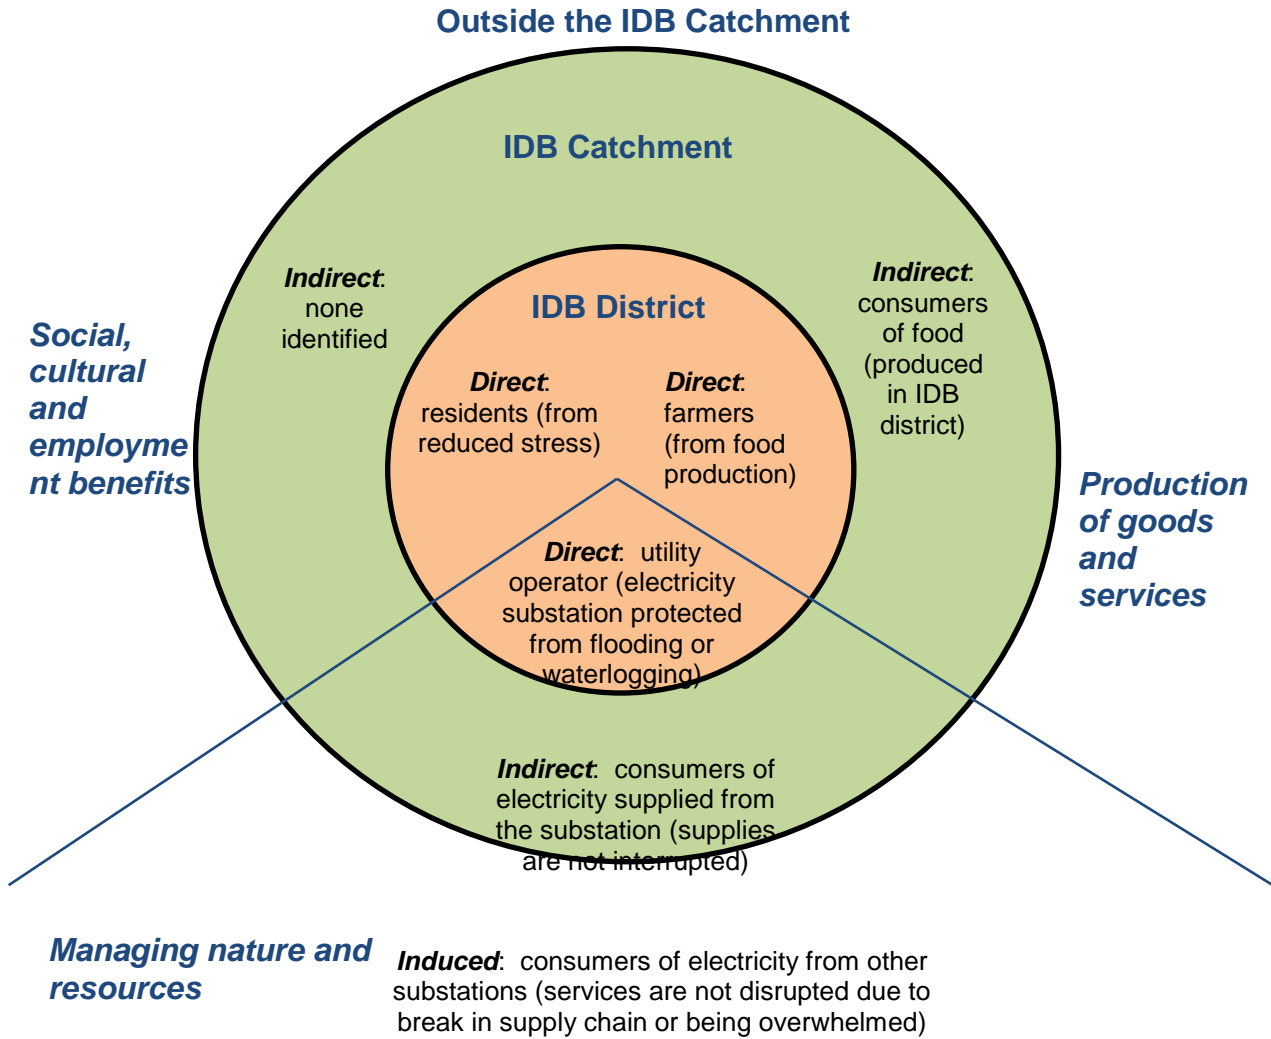 Outside the IDB Catchment
IDB Catchment
IDB District
Social,
cultural
and
employme
nt benefits
Indirect:
none
identified
Direct:
residents (from
reduced stress)
Direct:
farmers
(from food
production)
Indirect:
consumers
of food
(produced
in IDB
district)
Production
of goods
and
services
Direct: utility
operator (electricity
substation protected
from flooding or
waterlogging)
Indirect: consumers of
electricity supplied from
the substation (supplies
are not interrupted)
Managing nature and
resources
Induced: consumers of electricity from other
substations (services are not disrupted due to
break in supply chain or being overwhelmed)